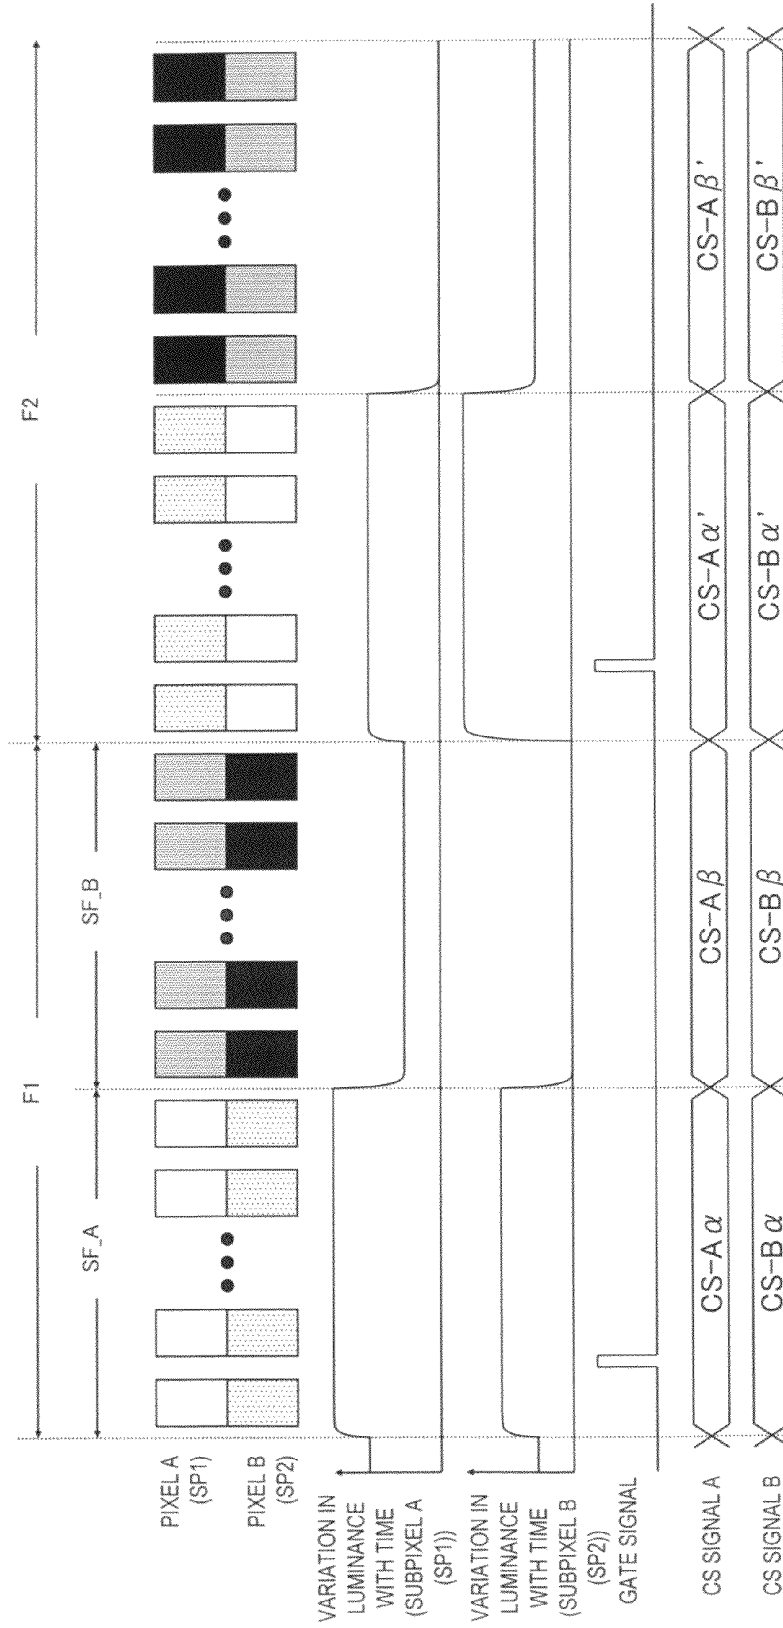 F1
F2
SF_A
SF_B
PIXEL A
(SP1)
PIXEL B
(SP2)
VARIATION IN
LUMINANCE
WITH TIME
(SUBPIXEL A
(SP1))
VARIATION IN
LUMINANCE
WITH TIME
(SUBPIXEL B
(SP2))
GATE SIGNAL
CS SIGNAL A
CS-Aα
CS-Aβ
CS-Aα'
CS-Aβ'
CS SIGNAL B
CS-Bα
CS-Bβ
CS-Bα'
CS-Bβ'